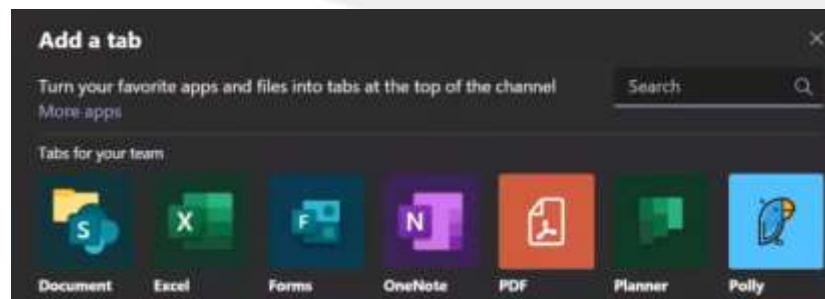 Add a tab
Turn your favorite apps and files into tabs at the top of the channel
Search
More apps
Tabs for your team
S
X
F
N
Document Excel Forms OneNote PDF Planner Polly